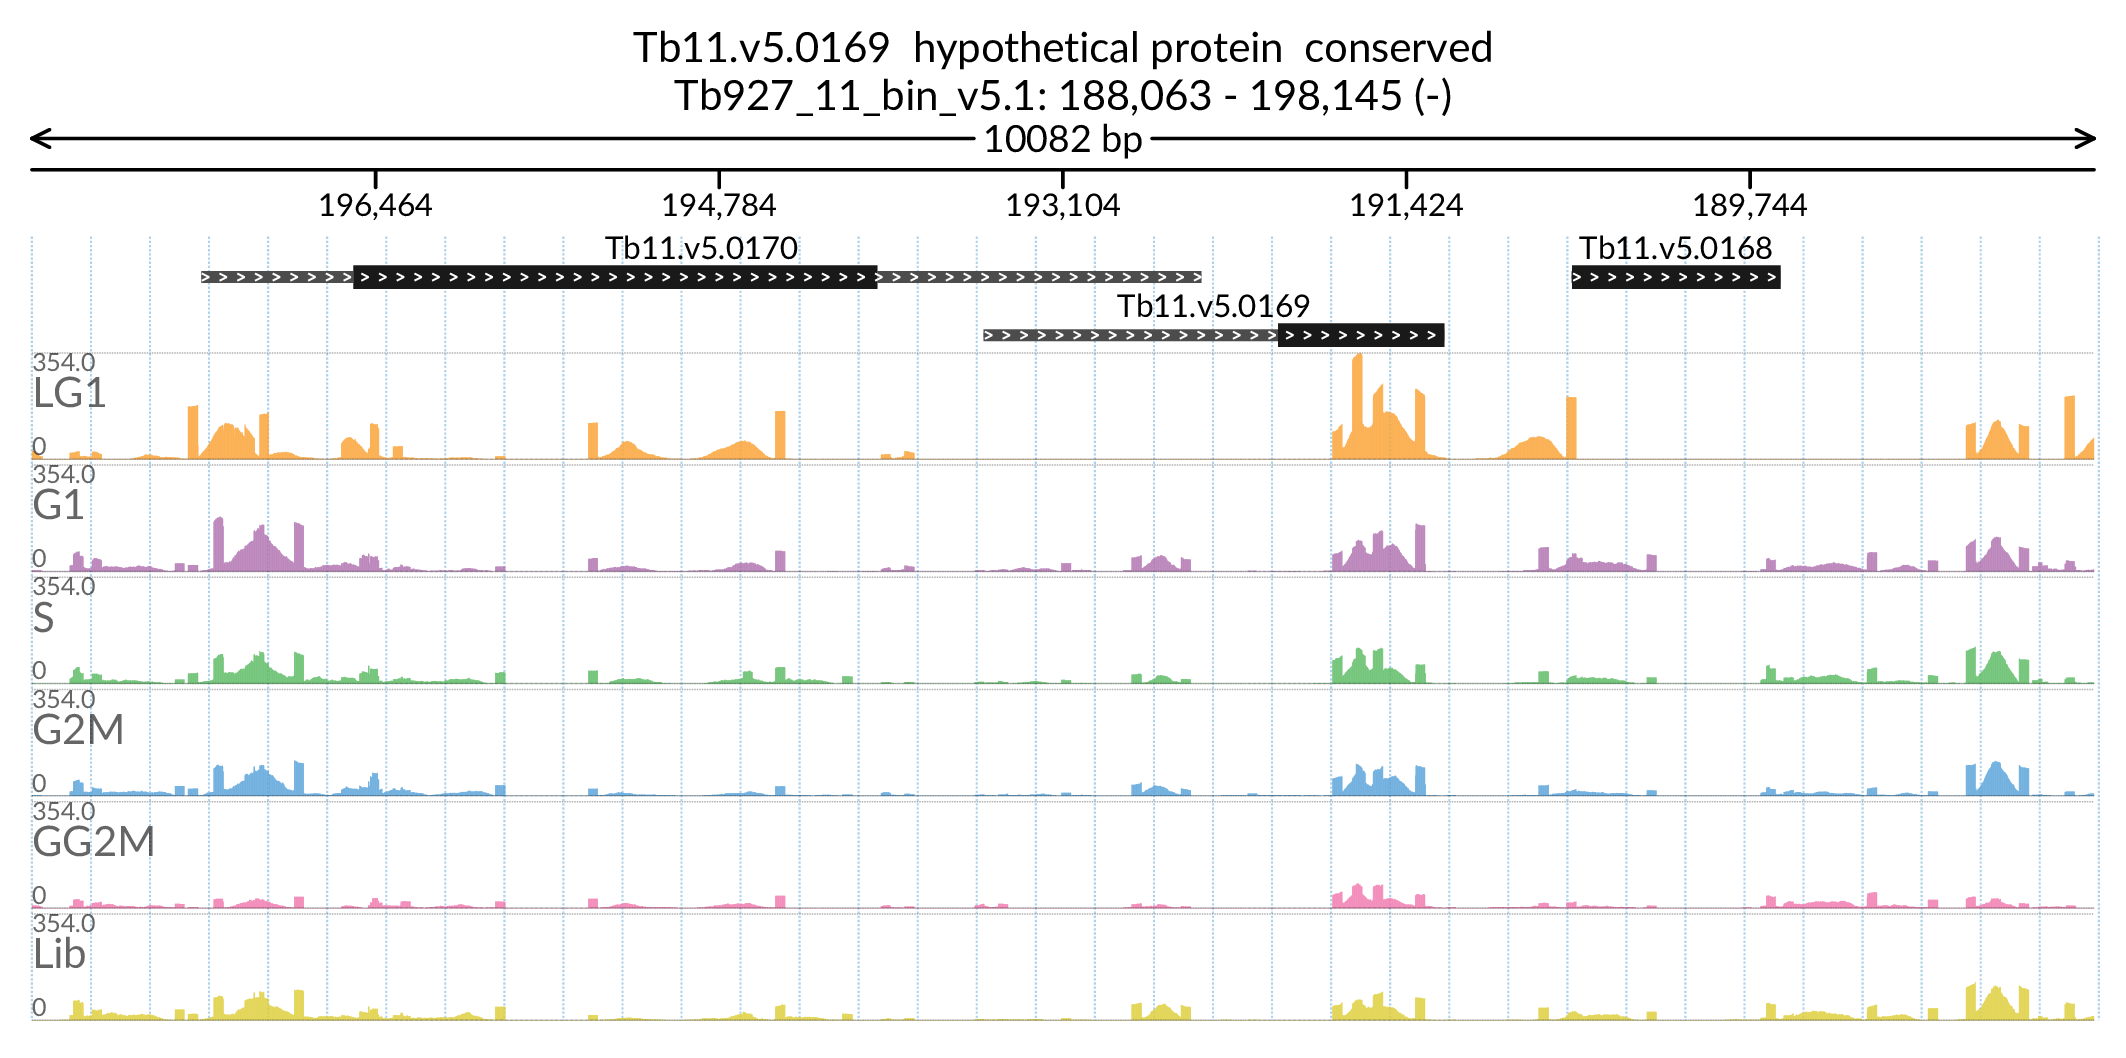 Tb11.v5.0169 hypothetical protein conserved
Tb927_11_bin_v5.1: 188,063 - 198,145 (-)
10082 bp
196,464 194,784 193,104 191,424 189,744
Tb11.v5.0170 Tb11.v5.0168
Tb11.v5.0169
354.0
LG1
0
354.0
G1
0
354.0
S
0
354.0
G2M
0
354.0
GG2M
0
354.0
Lib
0